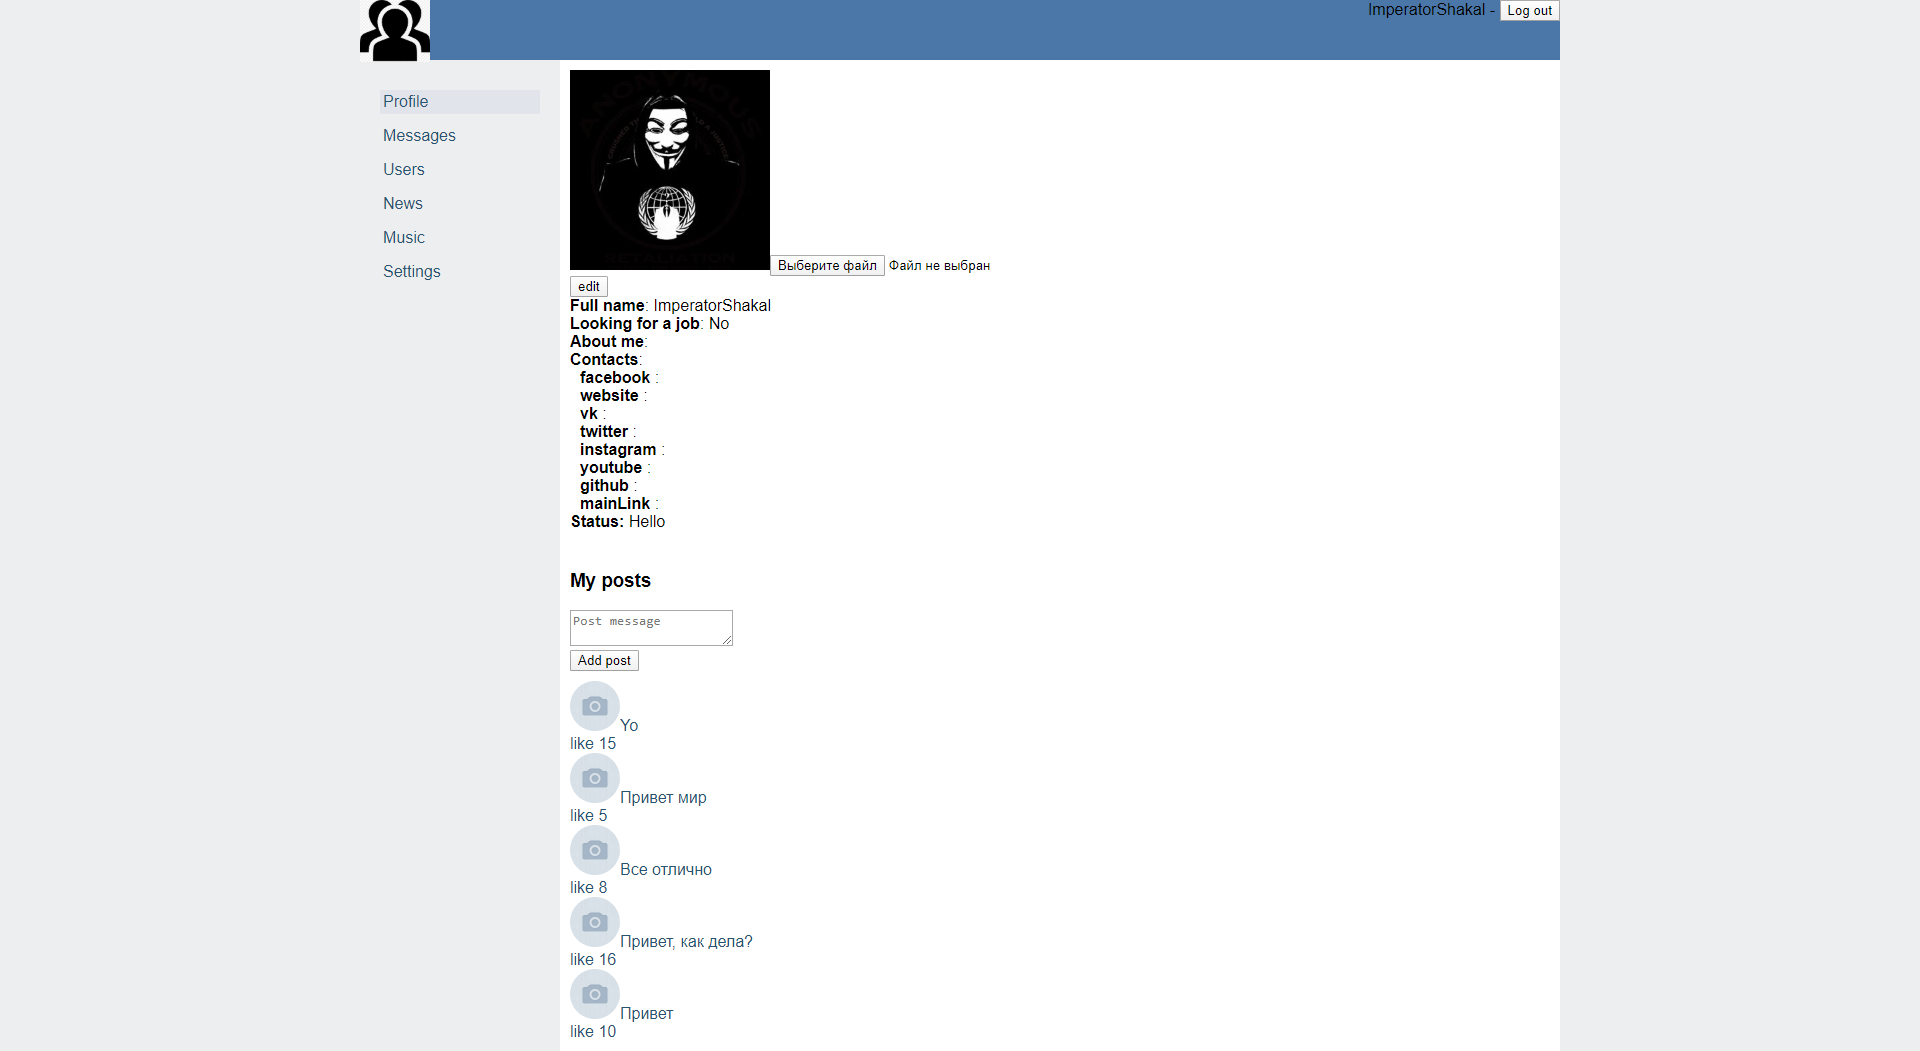 ImperatorShakal - Log out
Profile
Messages
Users
News
Music
Settings
ANONYMOUS
RETALIATION
Выберите файл Файл не выбран
edit
Full name: ImperatorShakal
Looking for a job: No
About me:
Contacts:
facebook :
website :
vk :
twitter :
instagram :
youtube :
github :
mainLink :
Status: Hello
My posts
Post message
Add post
Yo
like 15
Привет мир
like 5
Все отлично
like 8
Привет, как дела?
like 16
Привет
like 10